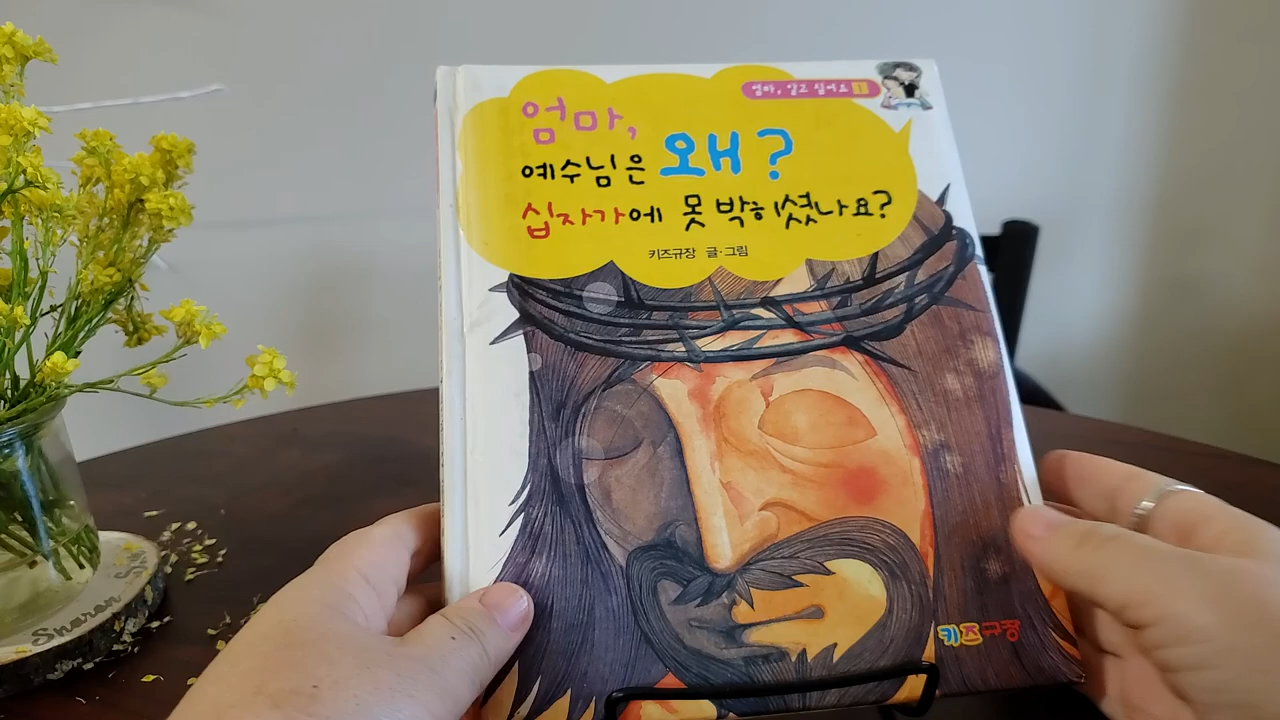 엄마, 알고 싶어요 1
엄마,
예수님은 왜?
십자가에 못 박히셨나요?
키즈규장 글·그림
키즈규장
Sharon